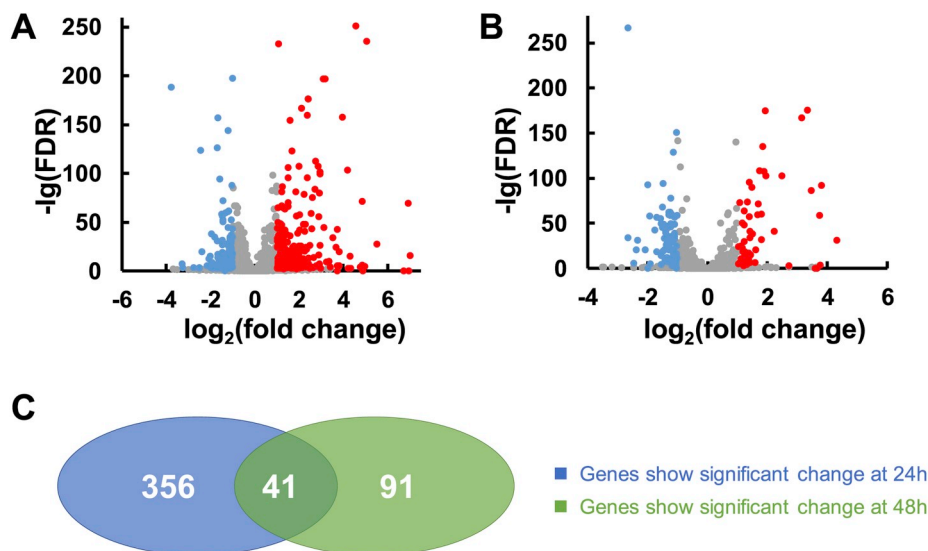 A
-lg(FDR)
250
200
150
100
50
0
-6 -4 -2 0 2 4 6
log₂(fold change)
B
-lg(FDR)
250
200
150
100
50
0
-4 -2 0 2 4 6
log₂(fold change)
C
356 41 91
Genes show significant change at 24h
Genes show significant change at 48h